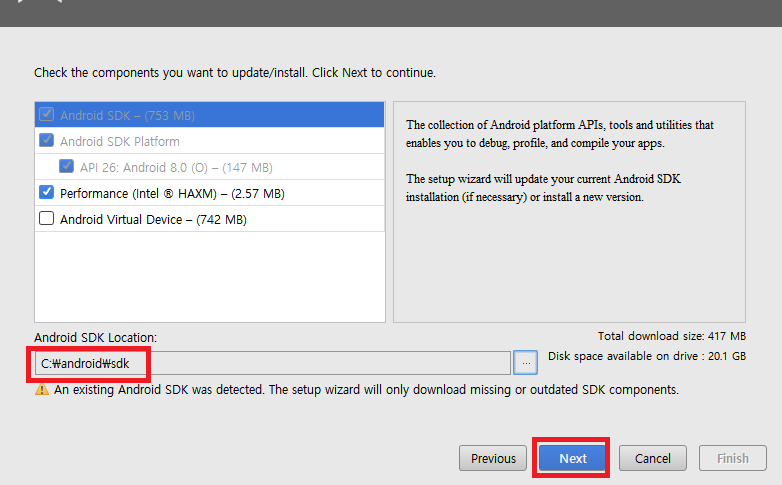 Check the components you want to update/install. Click Next to continue.
Android SDK – (753 MB)
Android SDK Platform
API 26: Android 8.0 (O) – (147 MB)
Performance (Intel ® HAXM) – (2.57 MB)
Android Virtual Device – (742 MB)
The collection of Android platform APIs, tools and utilities that
enables you to debug, profile, and compile your apps.
The setup wizard will update your current Android SDK
installation (if necessary) or install a new version.
Android SDK Location:
Total download size: 417 MB
C:₩android₩sdk
...
Disk space available on drive : 20.1 GB
An existing Android SDK was detected. The setup wizard will only download missing or outdated SDK components.
Previous
Next
Cancel
Finish